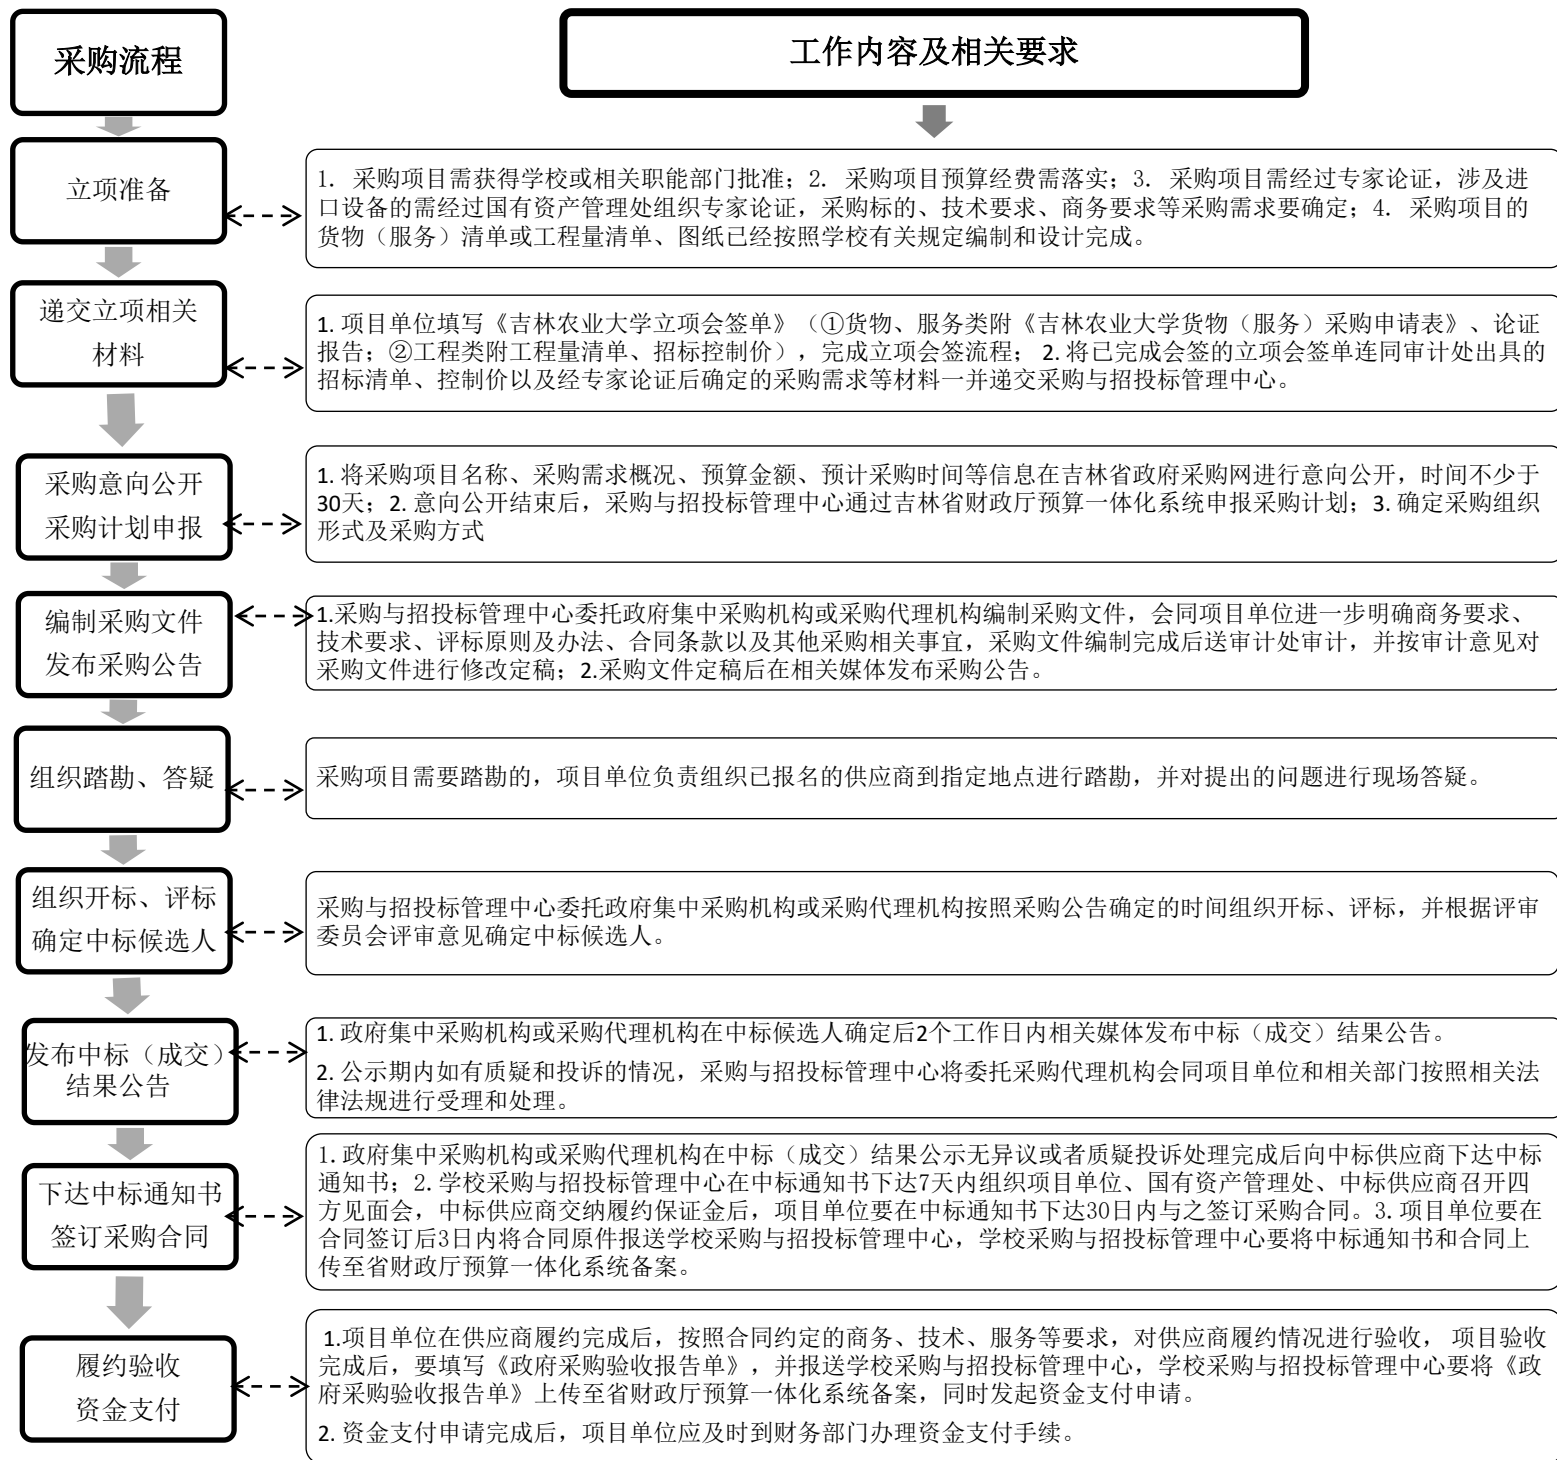 采购流程
工作内容及相关要求
立项准备
1. 采购项目需获得学校或相关职能部门批准；2. 采购项目预算经费需落实；3. 采购项目需经过专家论证，涉及进
口设备的需经过国有资产管理处组织专家论证，采购标的、技术要求、商务要求等采购需求要确定；4. 采购项目的
货物（服务）清单或工程量清单、图纸已经按照学校有关规定编制和设计完成。
递交立项相关
材料
1. 项目单位填写《吉林农业大学立项会签单》（①货物、服务类附《吉林农业大学货物（服务）采购申请表》、论证
报告；②工程类附工程量清单、招标控制价），完成立项会签流程； 2. 将已完成会签的立项会签单连同审计处出具的
招标清单、控制价以及经专家论证后确定的采购需求等材料一并递交采购与招投标管理中心。
采购意向公开
采购计划申报
1. 将采购项目名称、采购需求概况、预算金额、预计采购时间等信息在吉林省政府采购网进行意向公开，时间不少于
30天；2. 意向公开结束后，采购与招投标管理中心通过吉林省财政厅预算一体化系统申报采购计划；3. 确定采购组织
形式及采购方式
编制采购文件
发布采购公告
1.采购与招投标管理中心委托政府集中采购机构或采购代理机构编制采购文件，会同项目单位进一步明确商务要求、
技术要求、评标原则及办法、合同条款以及其他采购相关事宜，采购文件编制完成后送审计处审计，并按审计意见对
采购文件进行修改定稿；2.采购文件定稿后在相关媒体发布采购公告。
组织踏勘、答疑
采购项目需要踏勘的，项目单位负责组织已报名的供应商到指定地点进行踏勘，并对提出的问题进行现场答疑。
组织开标、评标
确定中标候选人
采购与招投标管理中心委托政府集中采购机构或采购代理机构按照采购公告确定的时间组织开标、评标，并根据评审
委员会评审意见确定中标候选人。
发布中标（成交）
结果公告
1. 政府集中采购机构或采购代理机构在中标候选人确定后2个工作日内相关媒体发布中标（成交）结果公告。
2. 公示期内如有质疑和投诉的情况，采购与招投标管理中心将委托采购代理机构会同项目单位和相关部门按照相关法
律法规进行受理和处理。
下达中标通知书
签订采购合同
1. 政府集中采购机构或采购代理机构在中标（成交）结果公示无异议或者质疑投诉处理完成后向中标供应商下达中标
通知书；2. 学校采购与招投标管理中心在中标通知书下达7天内组织项目单位、国有资产管理处、中标供应商召开四
方见面会，中标供应商交纳履约保证金后，项目单位要在中标通知书下达30日内与之签订采购合同。3. 项目单位要在
合同签订后3日内将合同原件报送学校采购与招投标管理中心，学校采购与招投标管理中心要将中标通知书和合同上
传至省财政厅预算一体化系统备案。
履约验收
资金支付
1.项目单位在供应商履约完成后，按照合同约定的商务、技术、服务等要求，对供应商履约情况进行验收， 项目验收
完成后，要填写《政府采购验收报告单》，并报送学校采购与招投标管理中心，学校采购与招投标管理中心要将《政
府采购验收报告单》上传至省财政厅预算一体化系统备案，同时发起资金支付申请。
2. 资金支付申请完成后，项目单位应及时到财务部门办理资金支付手续。